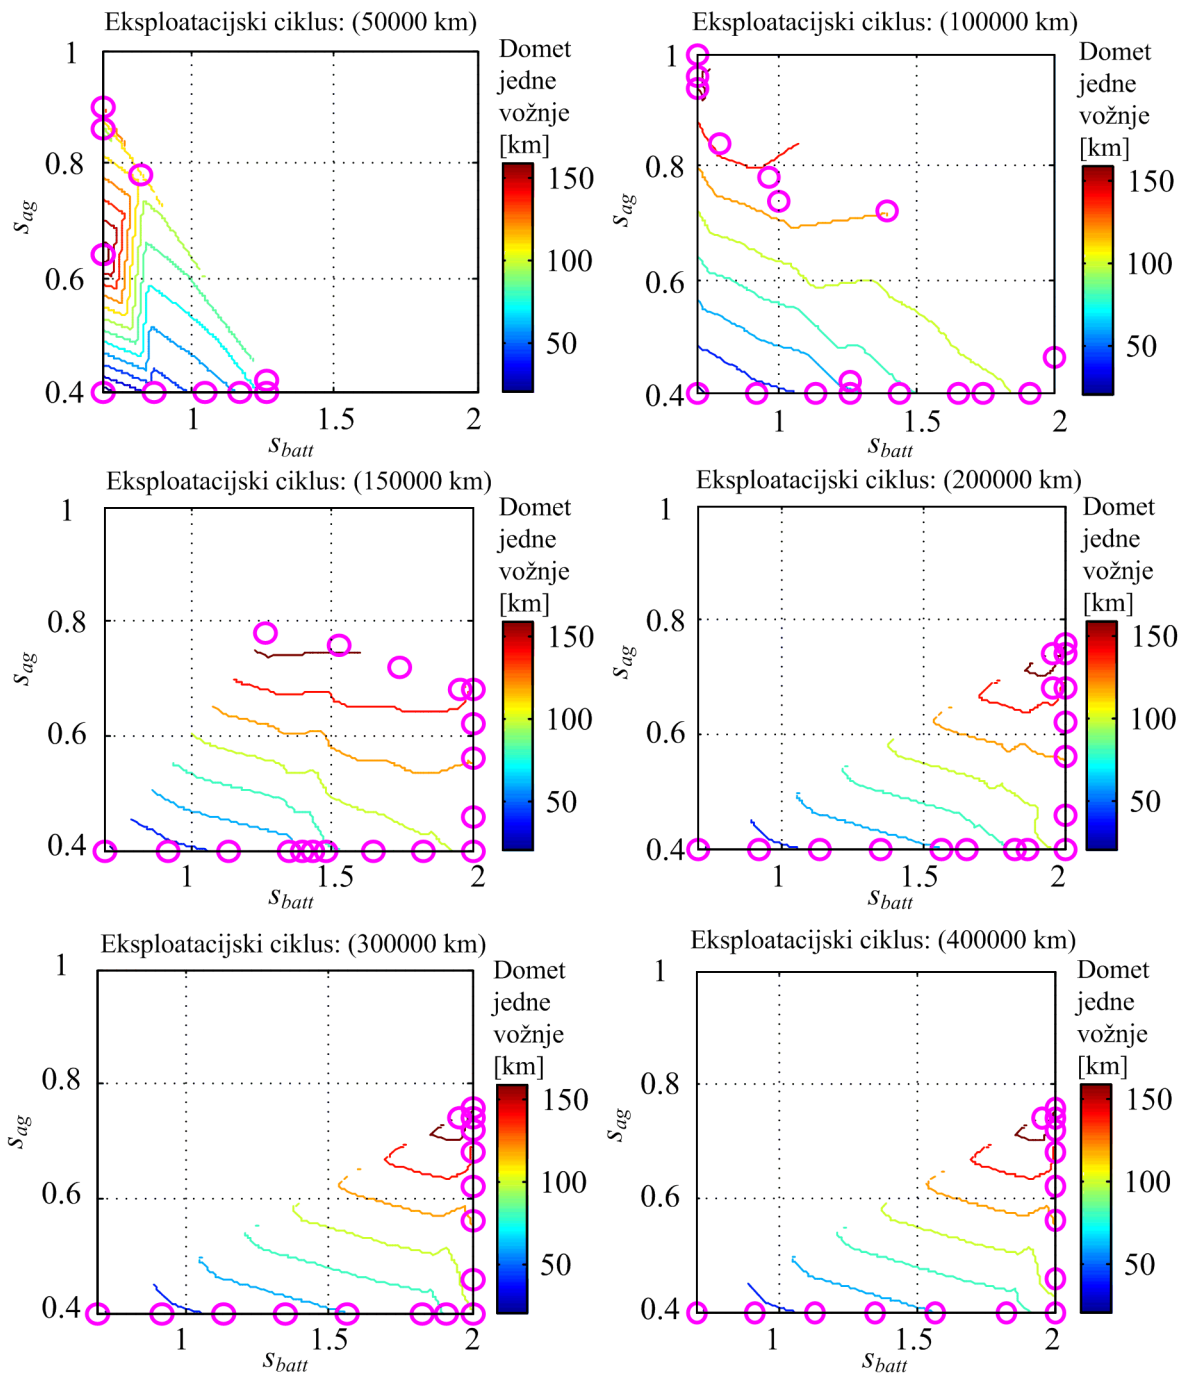 Eksploatacijski ciklus: (50000 km)
Domet
jedne
vožnje
[km]
1
0.8
0.6
0.4
s_ag
1
1.5
2
s_batt
150
100
50
Eksploatacijski ciklus: (100000 km)
Domet
jedne
vožnje
[km]
1
0.8
0.6
0.4
s_ag
1
1.5
2
s_batt
150
100
50
Eksploatacijski ciklus: (150000 km)
Domet
jedne
vožnje
[km]
1
0.8
0.6
0.4
s_ag
1
1.5
2
s_batt
150
100
50
Eksploatacijski ciklus: (200000 km)
Domet
jedne
vožnje
[km]
1
0.8
0.6
0.4
s_ag
1
1.5
2
s_batt
150
100
50
Eksploatacijski ciklus: (300000 km)
Domet
jedne
vožnje
[km]
1
0.8
0.6
0.4
s_ag
1
1.5
2
s_batt
150
100
50
Eksploatacijski ciklus: (400000 km)
Domet
jedne
vožnje
[km]
1
0.8
0.6
0.4
s_ag
1
1.5
2
s_batt
150
100
50